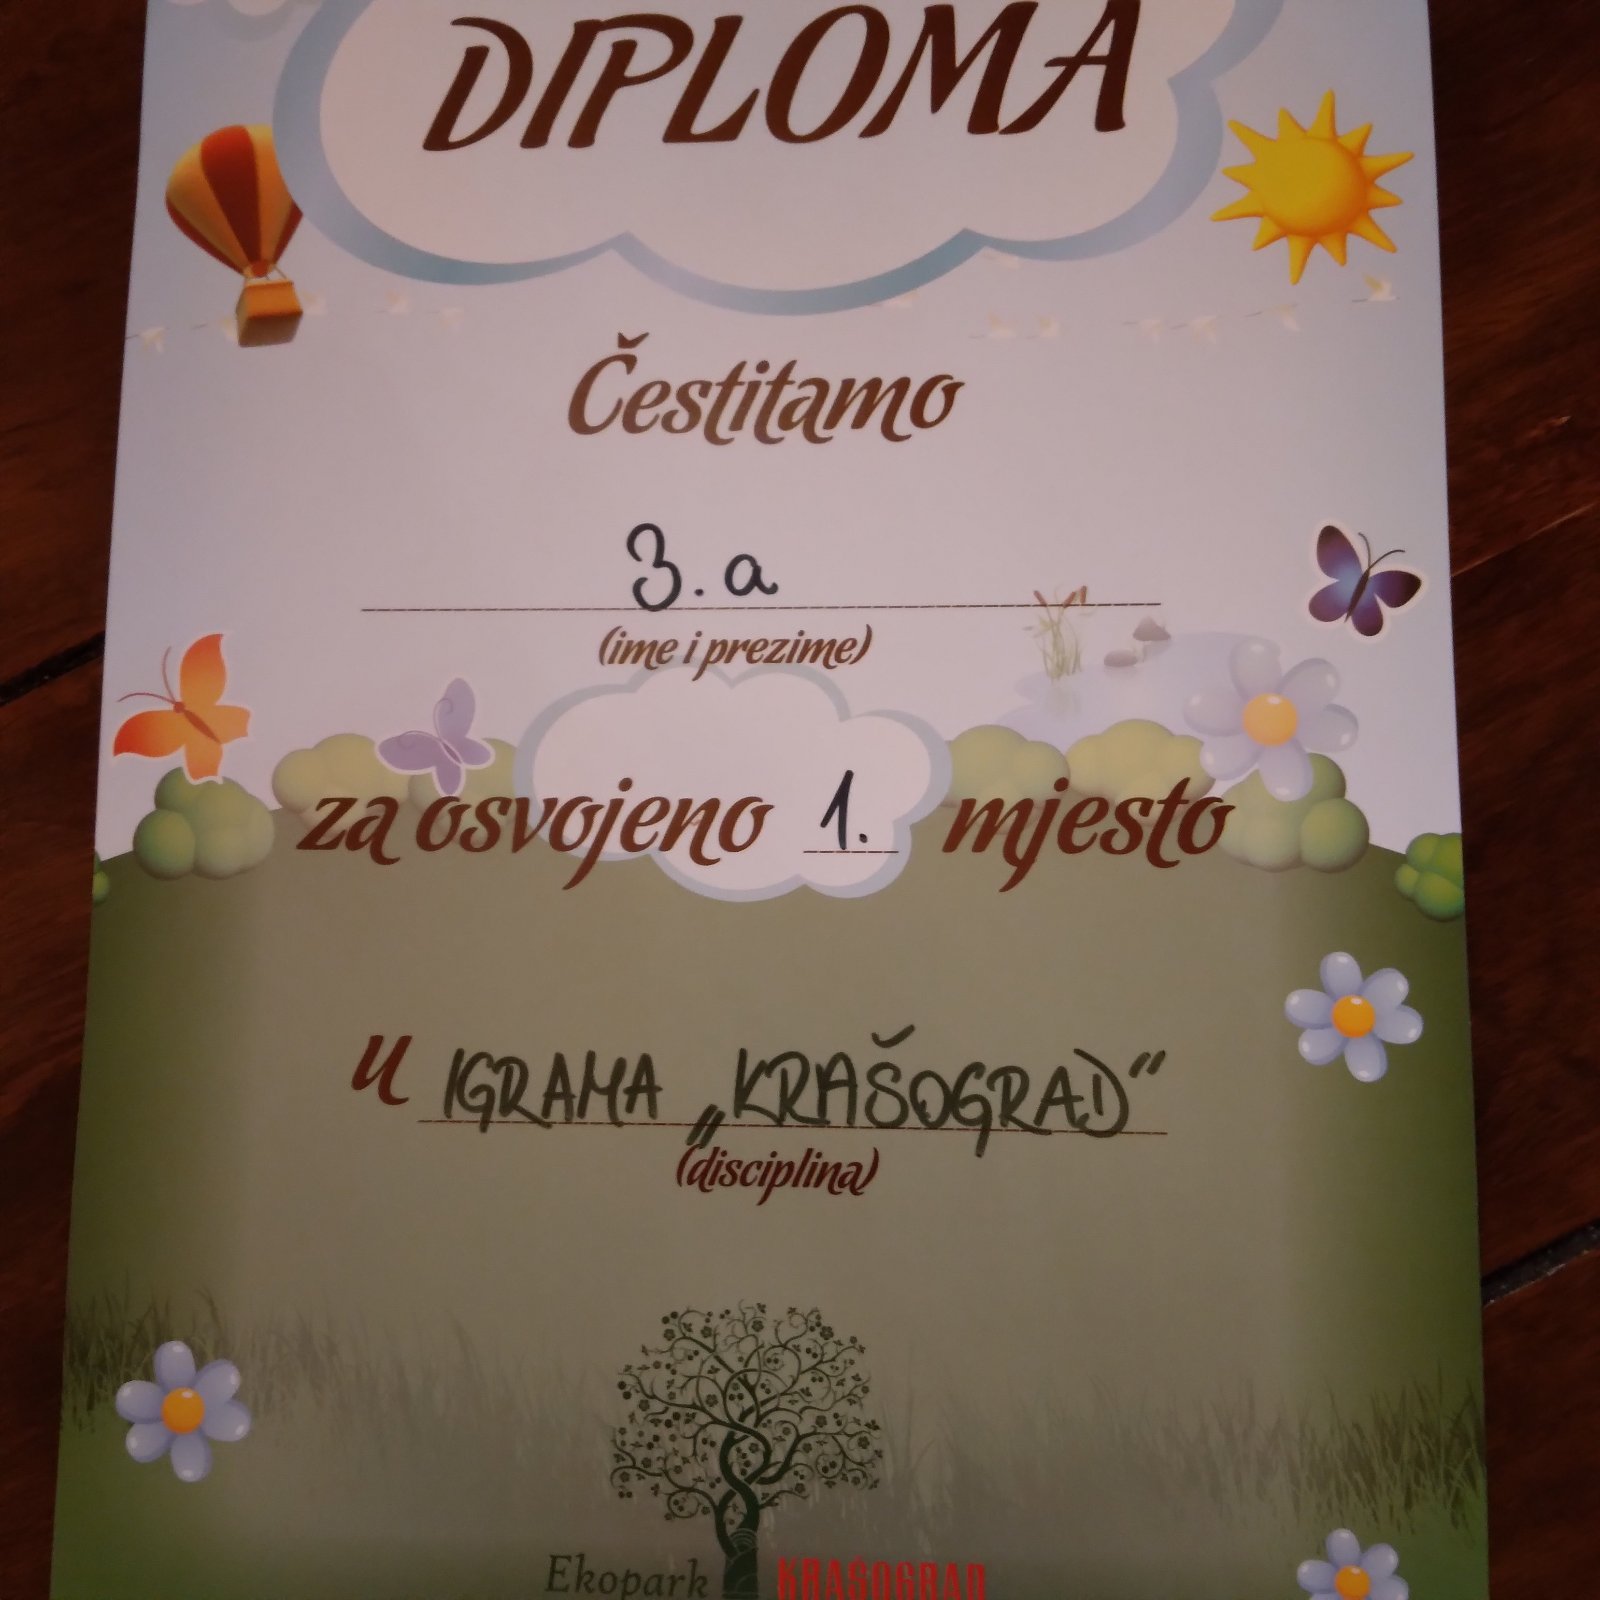 DIPLOMA
Čestitamo
3. a
(ime i prezime)
za osvojeno 1. mjesto
U IGRAMA „KRAŠOGRAD“
(disciplina)
Ekopark KRAŠOGRAD